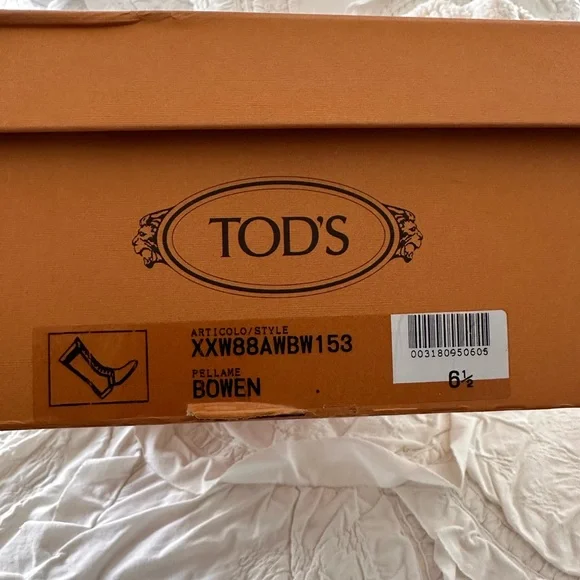 TOD'S
ARTICOLO/STYLE
XXW88AWBW153
PELLAME
BOWEN
003180950605
6½